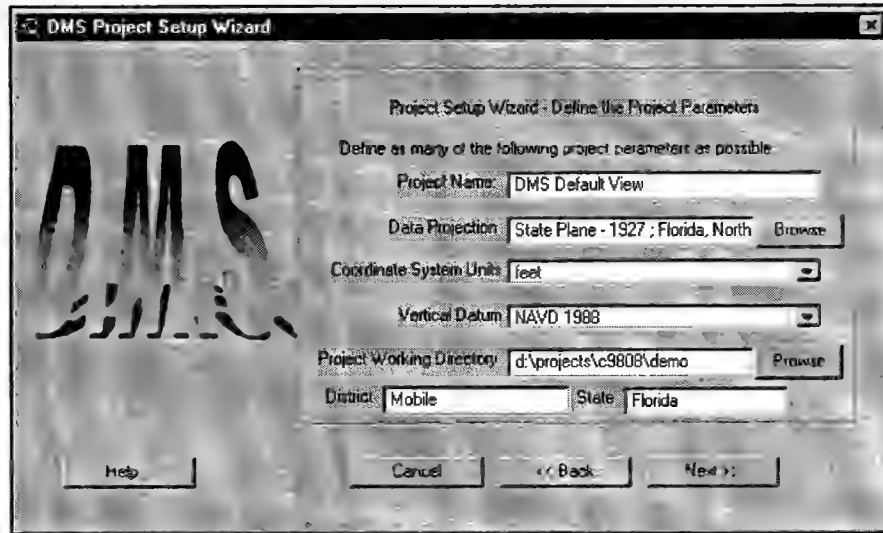 DMS Project Setup Wizard
DMS
Project Setup Wizard - Define the Project Parameters
Define as many of the following project parameters as possible
Project Name: DMS Default View
Data Projection State Plane - 1927 ; Florida, North Browse
Coordinate System Units feet
Vertical Datum NAVD 1988
Project Working Directory d:\projects\c9808\demo Browse
District Mobile State Florida
Help Cancel << Back Next >>